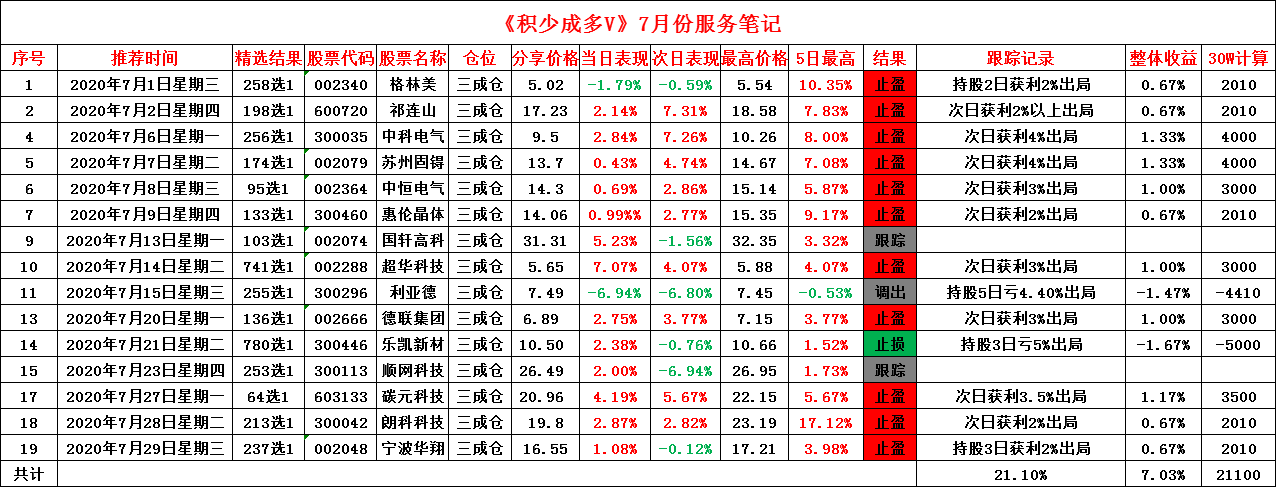 《积少成多V》7月份服务笔记
序号 推荐时间 精选结果 股票代码 股票名称 仓位 分享价格 当日表现 次日表现 最高价格 5日最高 结果 跟踪记录 整体收益 30W计算
1 2020年7月1日星期三 258选1 002340 格林美 三成仓 5.02 -1.79% -0.59% 5.54 10.35% 止盈 持股2日获利2%出局 0.67% 2010
2 2020年7月2日星期四 198选1 600720 祁连山 三成仓 17.23 2.14% 7.31% 18.58 7.83% 止盈 次日获利2%以上出局 0.67% 2010
4 2020年7月6日星期一 256选1 300035 中科电气 三成仓 9.5 2.84% 7.26% 10.26 8.00% 止盈 次日获利4%出局 1.33% 4000
5 2020年7月7日星期二 174选1 002079 苏州固锝 三成仓 13.7 0.43% 4.74% 14.67 7.08% 止盈 次日获利4%出局 1.33% 4000
6 2020年7月8日星期三 95选1 002364 中恒电气 三成仓 14.3 0.69% 2.86% 15.14 5.87% 止盈 次日获利3%出局 1.00% 3000
7 2020年7月9日星期四 133选1 300460 惠伦晶体 三成仓 14.06 0.99%% 2.77% 15.35 9.17% 止盈 次日获利2%出局 0.67% 2010
9 2020年7月13日星期一 103选1 002074 国轩高科 三成仓 31.31 5.23% -1.56% 32.35 3.32% 跟踪
10 2020年7月14日星期二 741选1 002288 超华科技 三成仓 5.65 7.07% 4.07% 5.88 4.07% 止盈 次日获利3%出局 1.00% 3000
11 2020年7月15日星期三 255选1 300296 利亚德 三成仓 7.49 -6.94% -6.80% 7.45 -0.53% 调出 持股5日亏4.40%出局 -1.47% -4410
13 2020年7月20日星期一 136选1 002666 德联集团 三成仓 6.89 2.75% 3.77% 7.15 3.77% 止盈 次日获利3%出局 1.00% 3000
14 2020年7月21日星期二 780选1 300446 乐凯新材 三成仓 10.50 2.38% -0.76% 10.66 1.52% 止损 持股3日亏5%出局 -1.67% -5000
15 2020年7月23日星期四 253选1 300113 顺网科技 三成仓 26.49 2.00% -6.94% 26.95 1.73% 跟踪
17 2020年7月27日星期一 64选1 603133 碳元科技 三成仓 20.96 4.19% 5.67% 22.15 5.67% 止盈 次日获利3.5%出局 1.17% 3500
18 2020年7月28日星期二 213选1 300042 朗科科技 三成仓 19.8 2.87% 2.82% 23.19 17.12% 止盈 次日获利2%出局 0.67% 2010
19 2020年7月29日星期三 237选1 002048 宁波华翔 三成仓 16.55 1.08% -0.12% 17.21 3.98% 止盈 持股3日获利2%出局 0.67% 2010
共计 21.10% 7.03% 21100